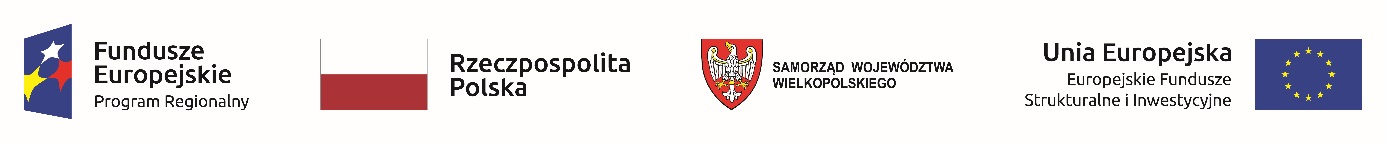 Fundusze
Europejskie
Program Regionalny
Rzeczpospolita
Polska
SAMORZĄD WOJEWÓDZTWA
WIELKOPOLSKIEGO
Unia Europejska
Europejskie Fundusze
Strukturalne i Inwestycyjne